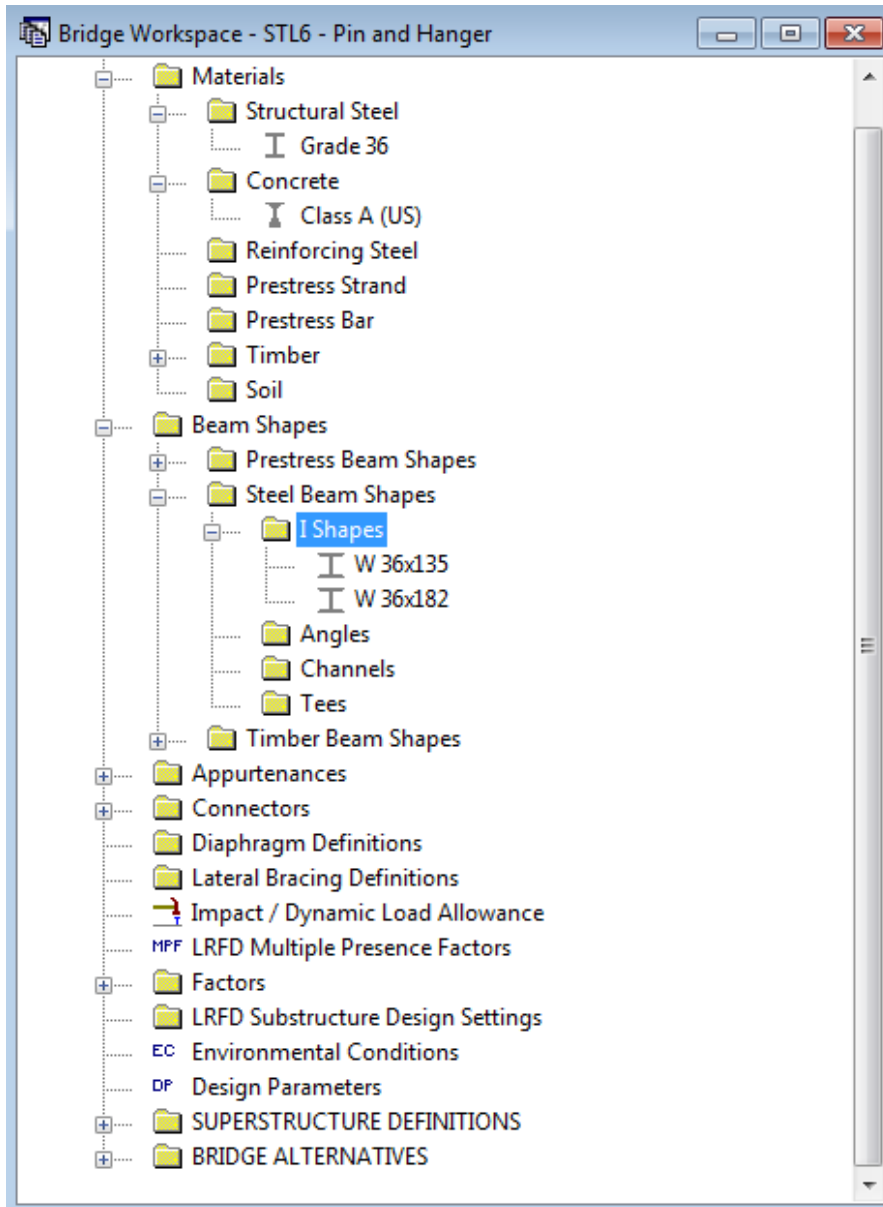 Bridge Workspace - STL6 - Pin and Hanger
Materials
Structural Steel
Grade 36
Concrete
Class A (US)
Reinforcing Steel
Prestress Strand
Prestress Bar
Timber
Soil
Beam Shapes
Prestress Beam Shapes
Steel Beam Shapes
I Shapes
W 36x135
W 36x182
Angles
Channels
Tees
Timber Beam Shapes
Appurtenances
Connectors
Diaphragm Definitions
Lateral Bracing Definitions
Impact / Dynamic Load Allowance
MPF LRFD Multiple Presence Factors
Factors
LRFD Substructure Design Settings
EC Environmental Conditions
DP Design Parameters
SUPERSTRUCTURE DEFINITIONS
BRIDGE ALTERNATIVES